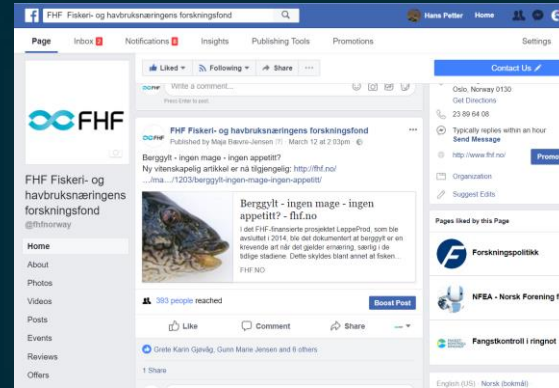 FHF Fiskeri- og havbruksnæringens forskningsfond
Hans Petter Home
Page Inbox Notifications Insights Publishing Tools Promotions Settings
Liked Following Share
Contact Us
FHF
FHF Fiskeri- og
havbruksnæringens
forskningsfond
@fhfnorway
Home
About
Photos
Videos
Posts
Events
Reviews
Offers
Write a comment...
Press Enter to post.
FHF Fiskeri- og havbruksnæringens forskningsfond
Published by Maja Bævre-Jensen [?] · March 12 at 2:03pm
Berggylt - ingen mage - ingen appetitt?
Ny vitenskapelig artikkel er nå tilgjengelig: http://fhf.no/
.../ma.../1203/berggylt-ingen-mage-ingen-appetitt/
Berggylt - ingen mage - ingen
appetitt? - fhf.no
I det FHF-finansierte prosjektet LeppeProd, som ble
avsluttet i 2014, ble det dokumentert at berggylt er en
krevende art når det gjelder ernæring, særlig i de
tidlige stadiene. Dette skyldes blant annet at fisken...
FHF.NO
393 people reached
Boost Post
Like Comment Share
Grete Karin Gjøvåg, Gunn Marie Jensen and 6 others
1 Share
Oslo, Norway 0130
Get Directions
23 89 64 08
Typically replies within an hour
Send Message
http://www.fhf.no/
Promo
Organization
Suggest Edits
Pages liked by this Page
Forskningspolitikk
NFEA - Norsk Forening f
Fangstkontroll i ringnot
English (US) Norsk (bokmål)